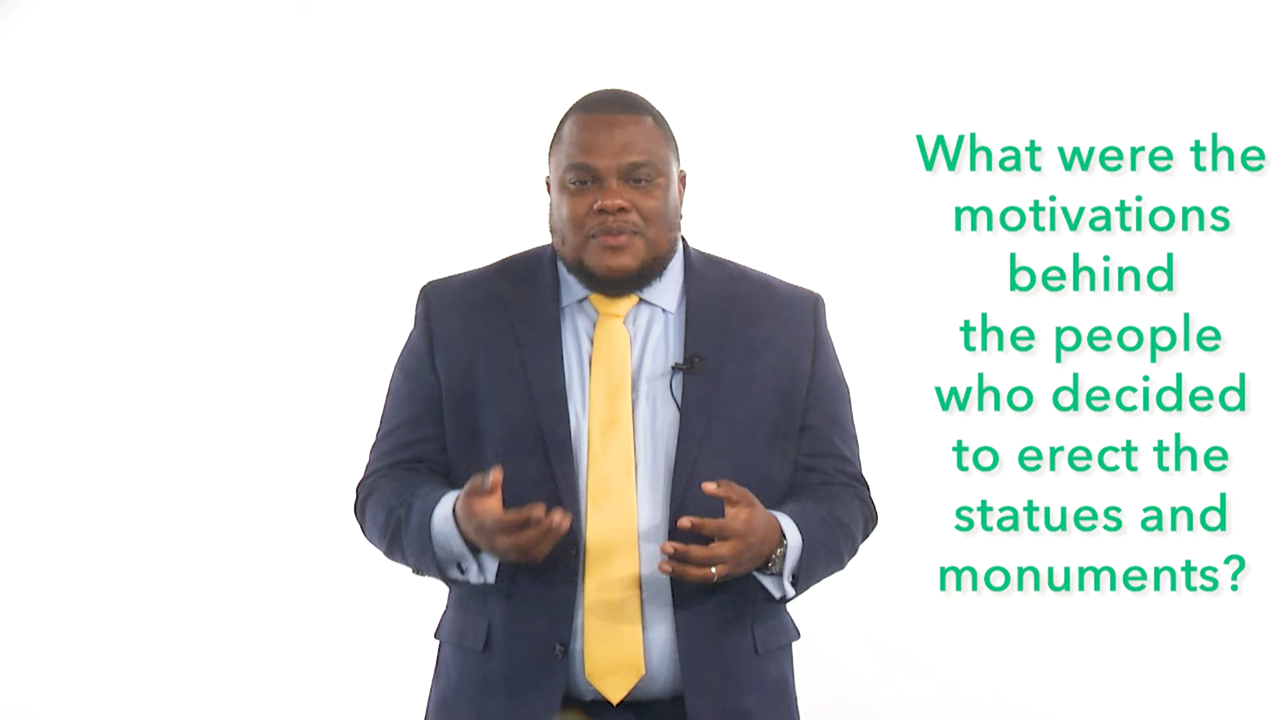 What were the
motivations
behind
the people
who decided
to erect the
statues and
monuments?